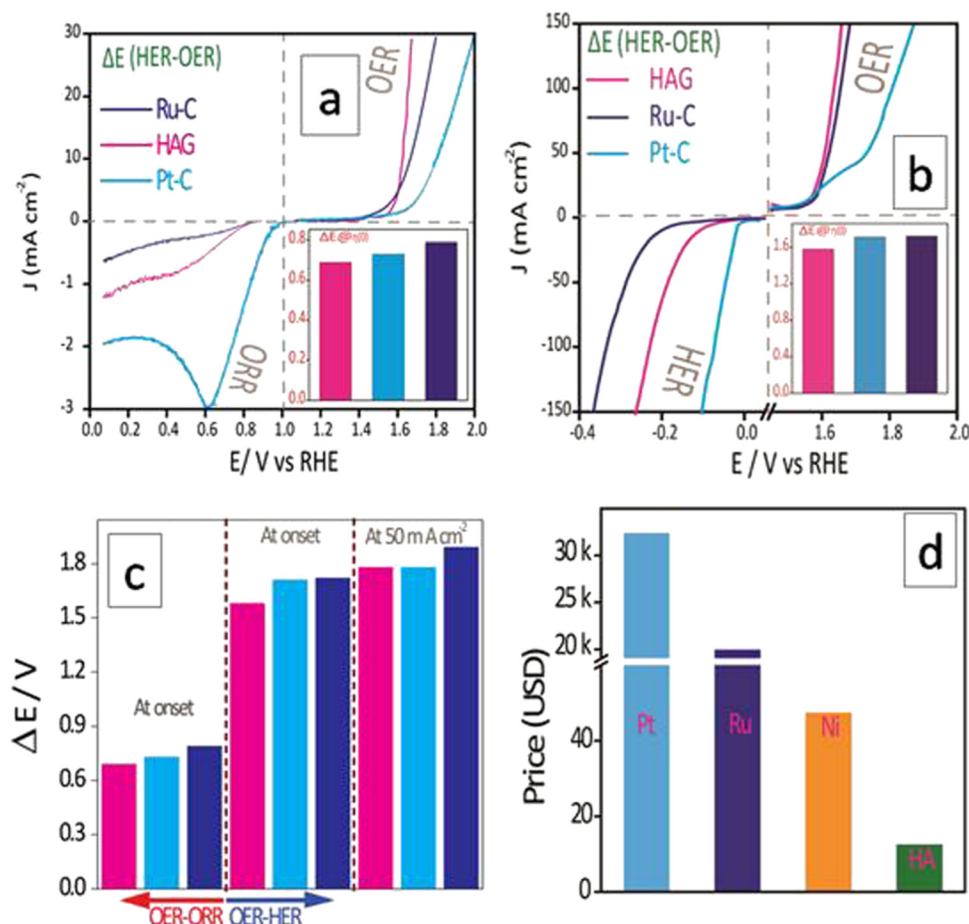 ΔE (HER-OER)
Ru-C
HAG
Pt-C
a
OER
ORR
J (mA cm⁻²)
30
20
10
0
-1
-2
-3
0.0 0.2 0.4 0.6 0.8 1.0 1.2 1.4 1.6 1.8 2.0
E/ V vs RHE
0.8
0.6
0.4
0.2
0.0
ΔE (HER-OER)
HAG
Ru-C
Pt-C
b
OER
HER
J (mA cm⁻²)
150
100
50
0
-50
-100
-150
-0.4 -0.2 0.0 1.6 1.8 2.0
E / V vs RHE
1.6
1.2
0.8
0.4
0.0
c
At onset
At onset
At 50 m A cm⁻²
Δ E / V
1.8
1.5
1.2
0.9
0.6
0.3
0.0
OER-ORR OER-HER
d
Price (USD)
30 k
25 k
20 k
40
20
0
Pt
Ru
Ni
HA